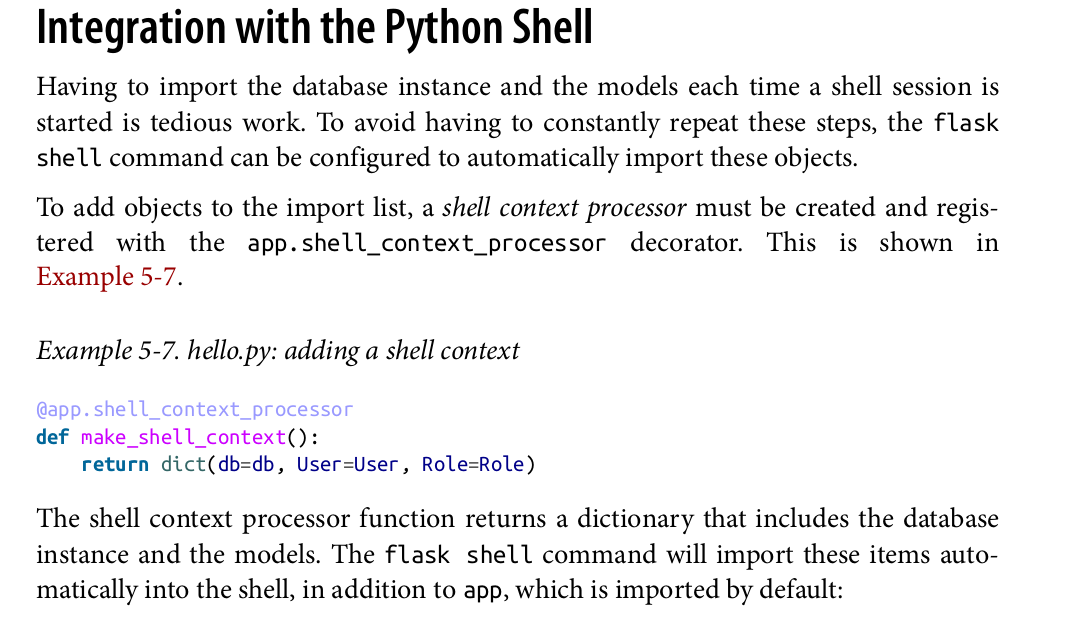 Integration with the Python Shell
Having to import the database instance and the models each time a shell session is
started is tedious work. To avoid having to constantly repeat these steps, the flask
shell command can be configured to automatically import these objects.
To add objects to the import list, a shell context processor must be created and regis-
tered with the app.shell_context_processor decorator. This is shown in
Example 5-7.
Example 5-7. hello.py: adding a shell context
@app.shell_context_processor
def make_shell_context():
    return dict(db=db, User=User, Role=Role)
The shell context processor function returns a dictionary that includes the database
instance and the models. The flask shell command will import these items auto-
matically into the shell, in addition to app, which is imported by default: